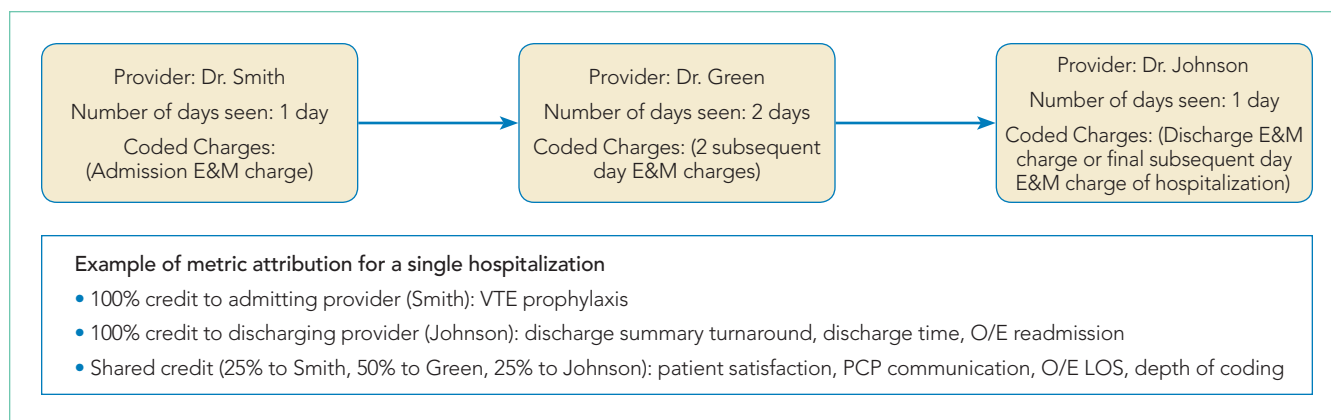 Provider: Dr. Smith
Number of days seen: 1 day
Coded Charges:
(Admission E&M charge)
Provider: Dr. Green
Number of days seen: 2 days
Coded Charges: (2 subsequent
day E&M charges)
Provider: Dr. Johnson
Number of days seen: 1 day
Coded Charges: (Discharge E&M
charge or final subsequent day
E&M charge of hospitalization)
Example of metric attribution for a single hospitalization
• 100% credit to admitting provider (Smith): VTE prophylaxis
• 100% credit to discharging provider (Johnson): discharge summary turnaround, discharge time, O/E readmission
• Shared credit (25% to Smith, 50% to Green, 25% to Johnson): patient satisfaction, PCP communication, O/E LOS, depth of coding